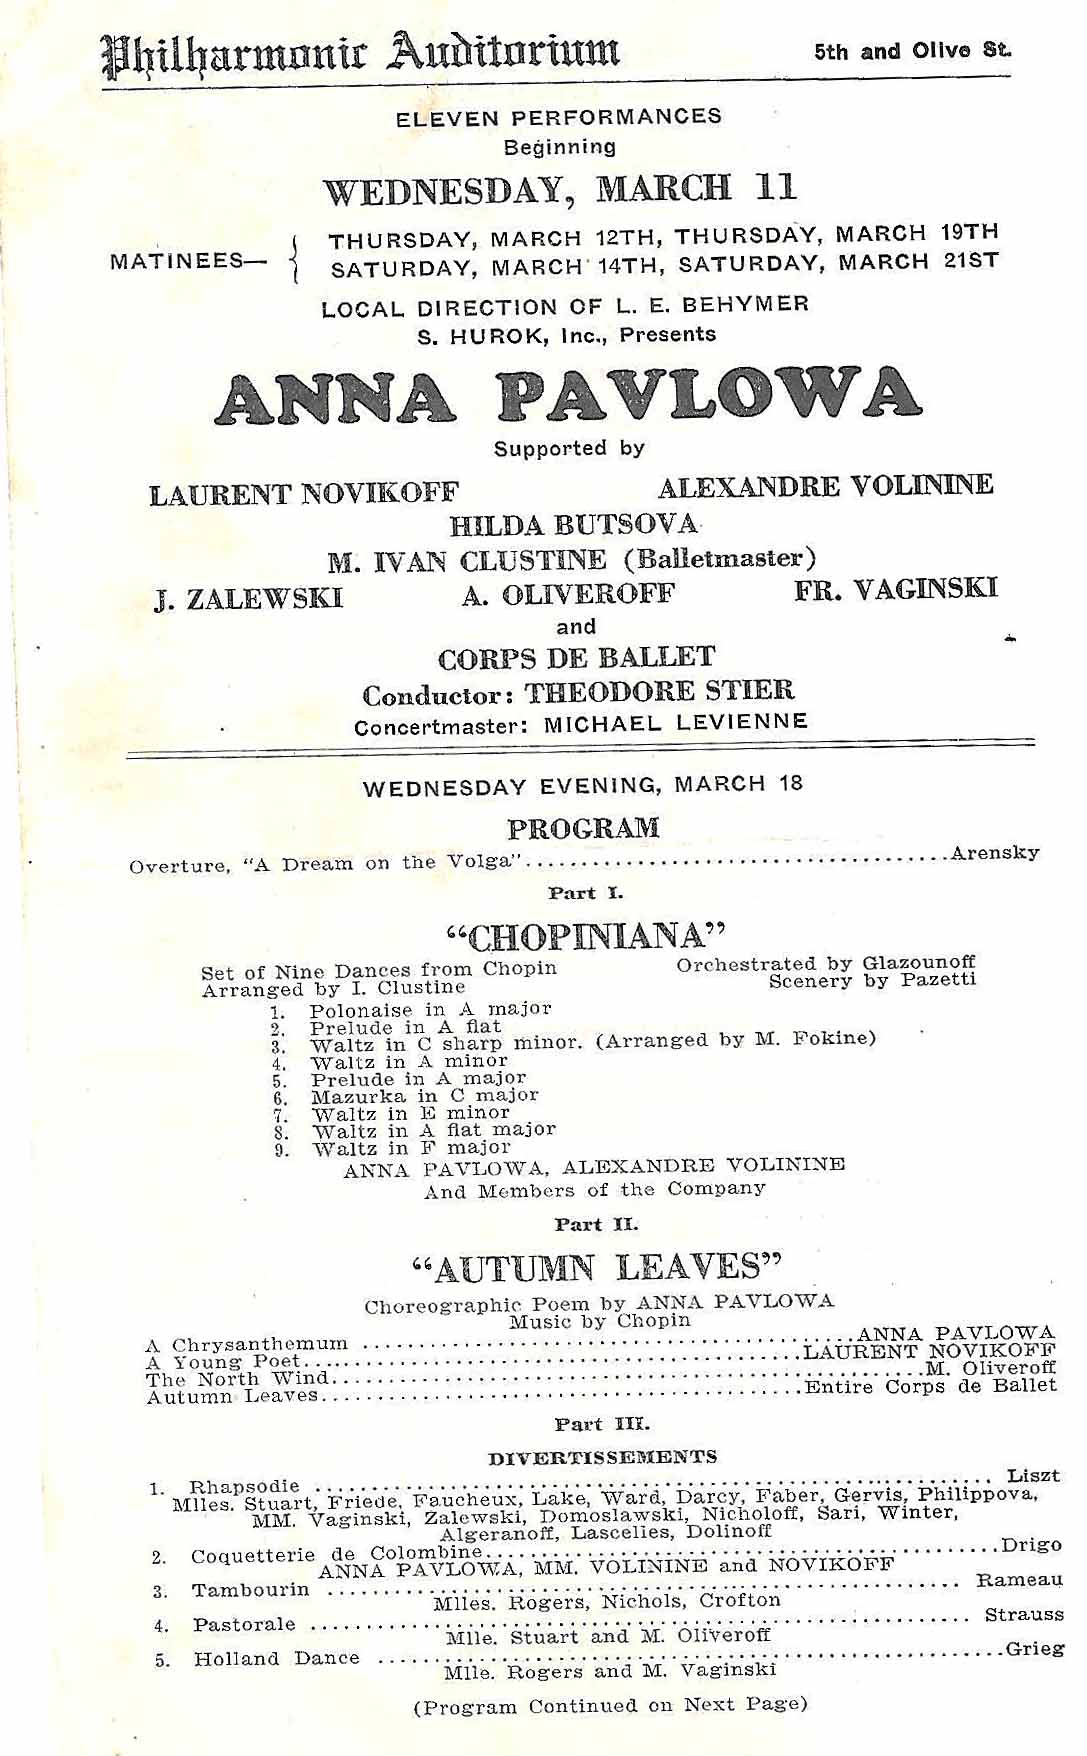 Philharmonic Auditorium 5th and Olive St.
ELEVEN PERFORMANCES
Beginning
WEDNESDAY, MARCH 11
MATINEES— { THURSDAY, MARCH 12TH, THURSDAY, MARCH 19TH
SATURDAY, MARCH 14TH, SATURDAY, MARCH 21ST
LOCAL DIRECTION OF L. E. BEHYMER
S. HUROK, Inc., Presents
ANNA PAVLOWA
Supported by
LAURENT NOVIKOFF ALEXANDRE VOLININE
HILDA BUTSOVA
M. IVAN CLUSTINE (Balletmaster)
J. ZALEWSKI A. OLIVEROFF FR. VAGINSKI
and
CORPS DE BALLET
Conductor: THEODORE STIER
Concertmaster: MICHAEL LEVIENNE
WEDNESDAY EVENING, MARCH 18
PROGRAM
Overture, "A Dream on the Volga"......................................Arensky
Part I.
"CHOPINIANA"
Set of Nine Dances from Chopin Orchestrated by Glazounoff
Arranged by I. Clustine Scenery by Pazetti
1. Polonaise in A major
2. Prelude in A flat
3. Waltz in C sharp minor. (Arranged by M. Fokine)
4. Waltz in A minor
5. Prelude in A major
6. Mazurka in C major
7. Waltz in E minor
8. Waltz in A flat major
9. Waltz in F major
ANNA PAVLOWA, ALEXANDRE VOLININE
And Members of the Company
Part II.
"AUTUMN LEAVES"
Choreographic Poem by ANNA PAVLOWA
Music by Chopin
A Chrysanthemum ..........................................ANNA PAVLOWA
A Young Poet.............................................LAURENT NOVIKOFF
The North Wind......................................................M. Oliveroff
Autumn Leaves...........................................Entire Corps de Ballet
Part III.
DIVERTISSEMENTS
1. Rhapsodie ............................................................ Liszt
Mlles. Stuart, Friede, Faucheux, Lake, Ward, Darcy, Faber, Gervis, Philippova,
MM. Vaginski, Zalewski, Domoslawski, Nicholoff, Sari, Winter,
Algeranoff, Lascelies, Dolinoff
2. Coquetterie de Colombine..............................................Drigo
ANNA PAVLOWA, MM. VOLININE and NOVIKOFF
3. Tambourin ........................................................ Rameau
Mlles. Rogers, Nichols, Crofton
4. Pastorale .......................................................... Strauss
Mlle. Stuart and M. Oliveroff
5. Holland Dance .......................................................Grieg
Mlle. Rogers and M. Vaginski
(Program Continued on Next Page)